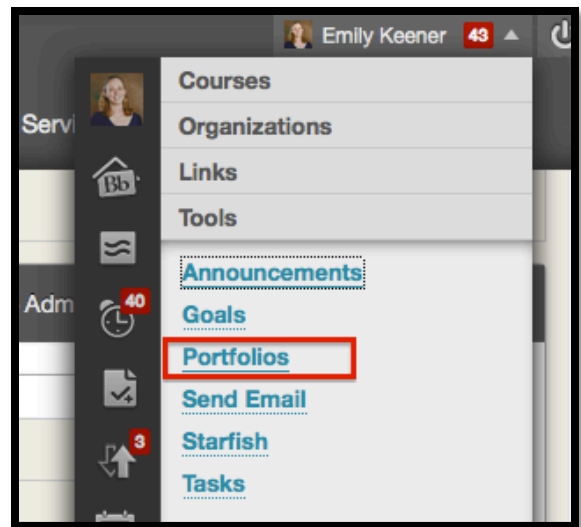 Emily Keener 43
Courses
Servi
Organizations
Bb
Links
Tools
Announcements
Adm
40
Goals
Portfolios
Send Email
3
Starfish
Tasks